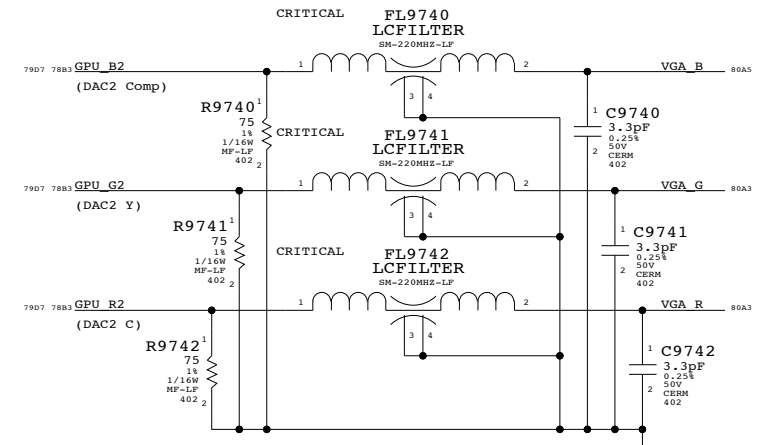 CRITICAL
FL9740
LCFILTER
SM-220MHZ-LF
79D7 78B3 GPU_B2
(DAC2 Comp)
1
2
VGA_B
80A5
3 4
R9740 1
75
1%
1/16W
MF-LF
402 2
1 C9740
3.3pF
0.25%
50V
2 CERM
402
CRITICAL
FL9741
LCFILTER
SM-220MHZ-LF
79D7 78B3 GPU_G2
(DAC2 Y)
1
2
VGA_G
80A3
3 4
R9741 1
75
1%
1/16W
MF-LF
402 2
1 C9741
3.3pF
0.25%
50V
2 CERM
402
CRITICAL
FL9742
LCFILTER
SM-220MHZ-LF
79D7 78B3 GPU_R2
(DAC2 C)
1
2
VGA_R
80A3
3 4
R9742 1
75
1%
1/16W
MF-LF
402 2
1 C9742
3.3pF
0.25%
50V
2 CERM
402